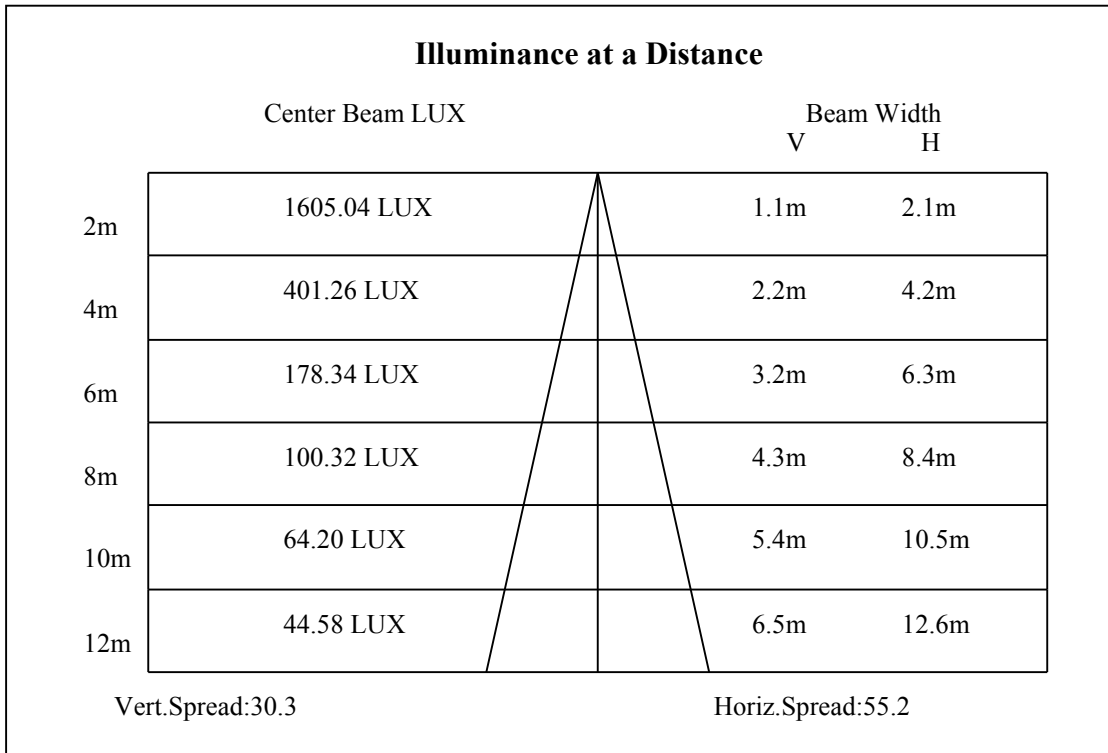 Illuminance at a Distance
Center Beam LUX Beam Width
V H
2m 1605.04 LUX 1.1m 2.1m
4m 401.26 LUX 2.2m 4.2m
6m 178.34 LUX 3.2m 6.3m
8m 100.32 LUX 4.3m 8.4m
10m 64.20 LUX 5.4m 10.5m
12m 44.58 LUX 6.5m 12.6m
Vert.Spread:30.3 Horiz.Spread:55.2